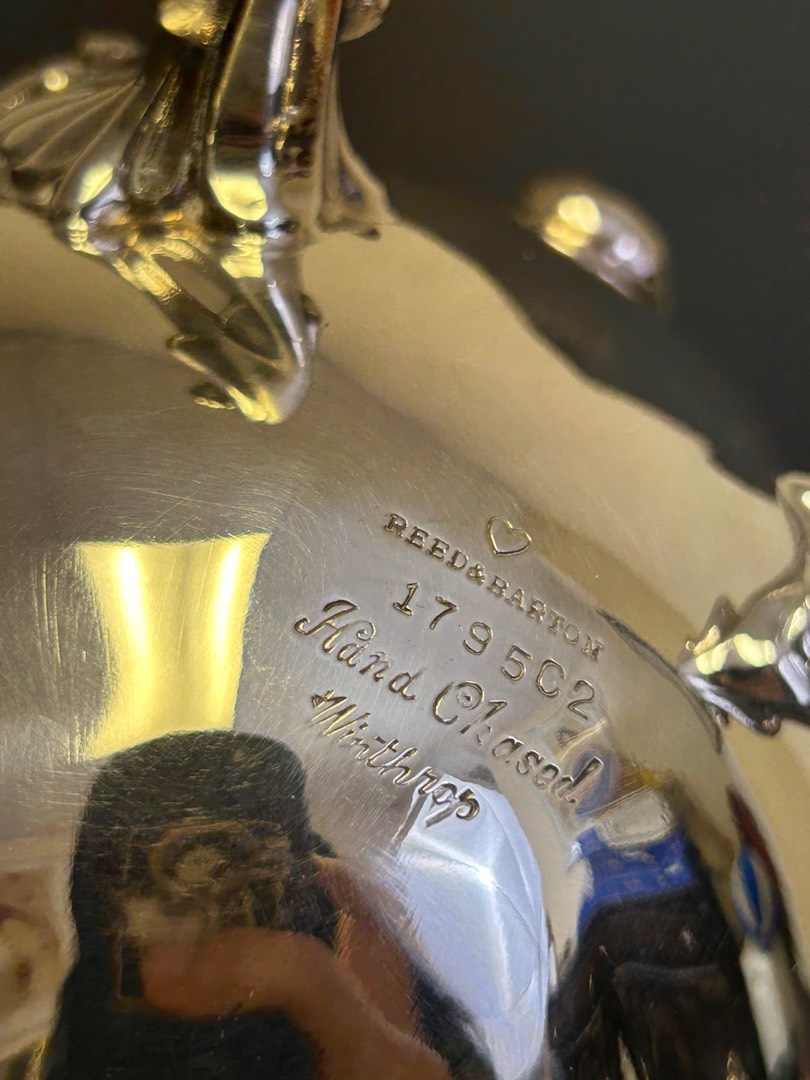 REED&BARTON
1795C2
Hand Chased
Winthrop